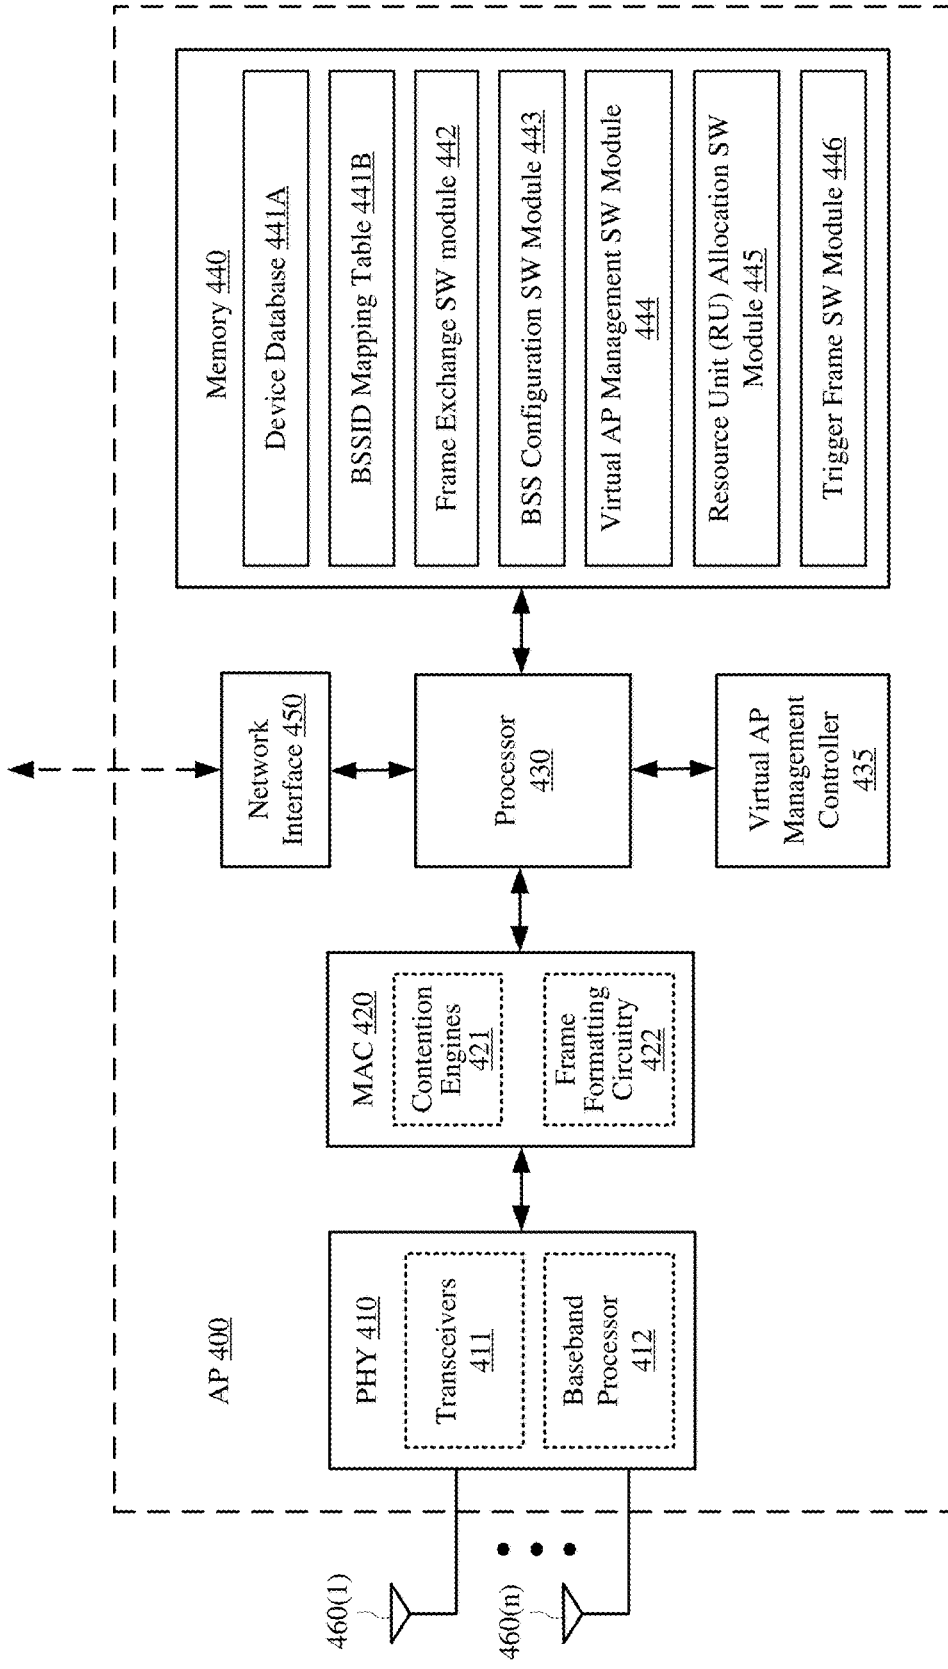 AP 400
460(1)
460(n)
PHY 410
Transceivers
411
Baseband
Processor
412
MAC 420
Contention
Engines
421
Frame
Formatting
Circuitry
422
Network
Interface 450
Processor
430
Virtual AP
Management
Controller
435
Memory 440
Device Database 441A
BSSID Mapping Table 441B
Frame Exchange SW module 442
BSS Configuration SW Module 443
Virtual AP Management SW Module
444
Resource Unit (RU) Allocation SW
Module 445
Trigger Frame SW Module 446